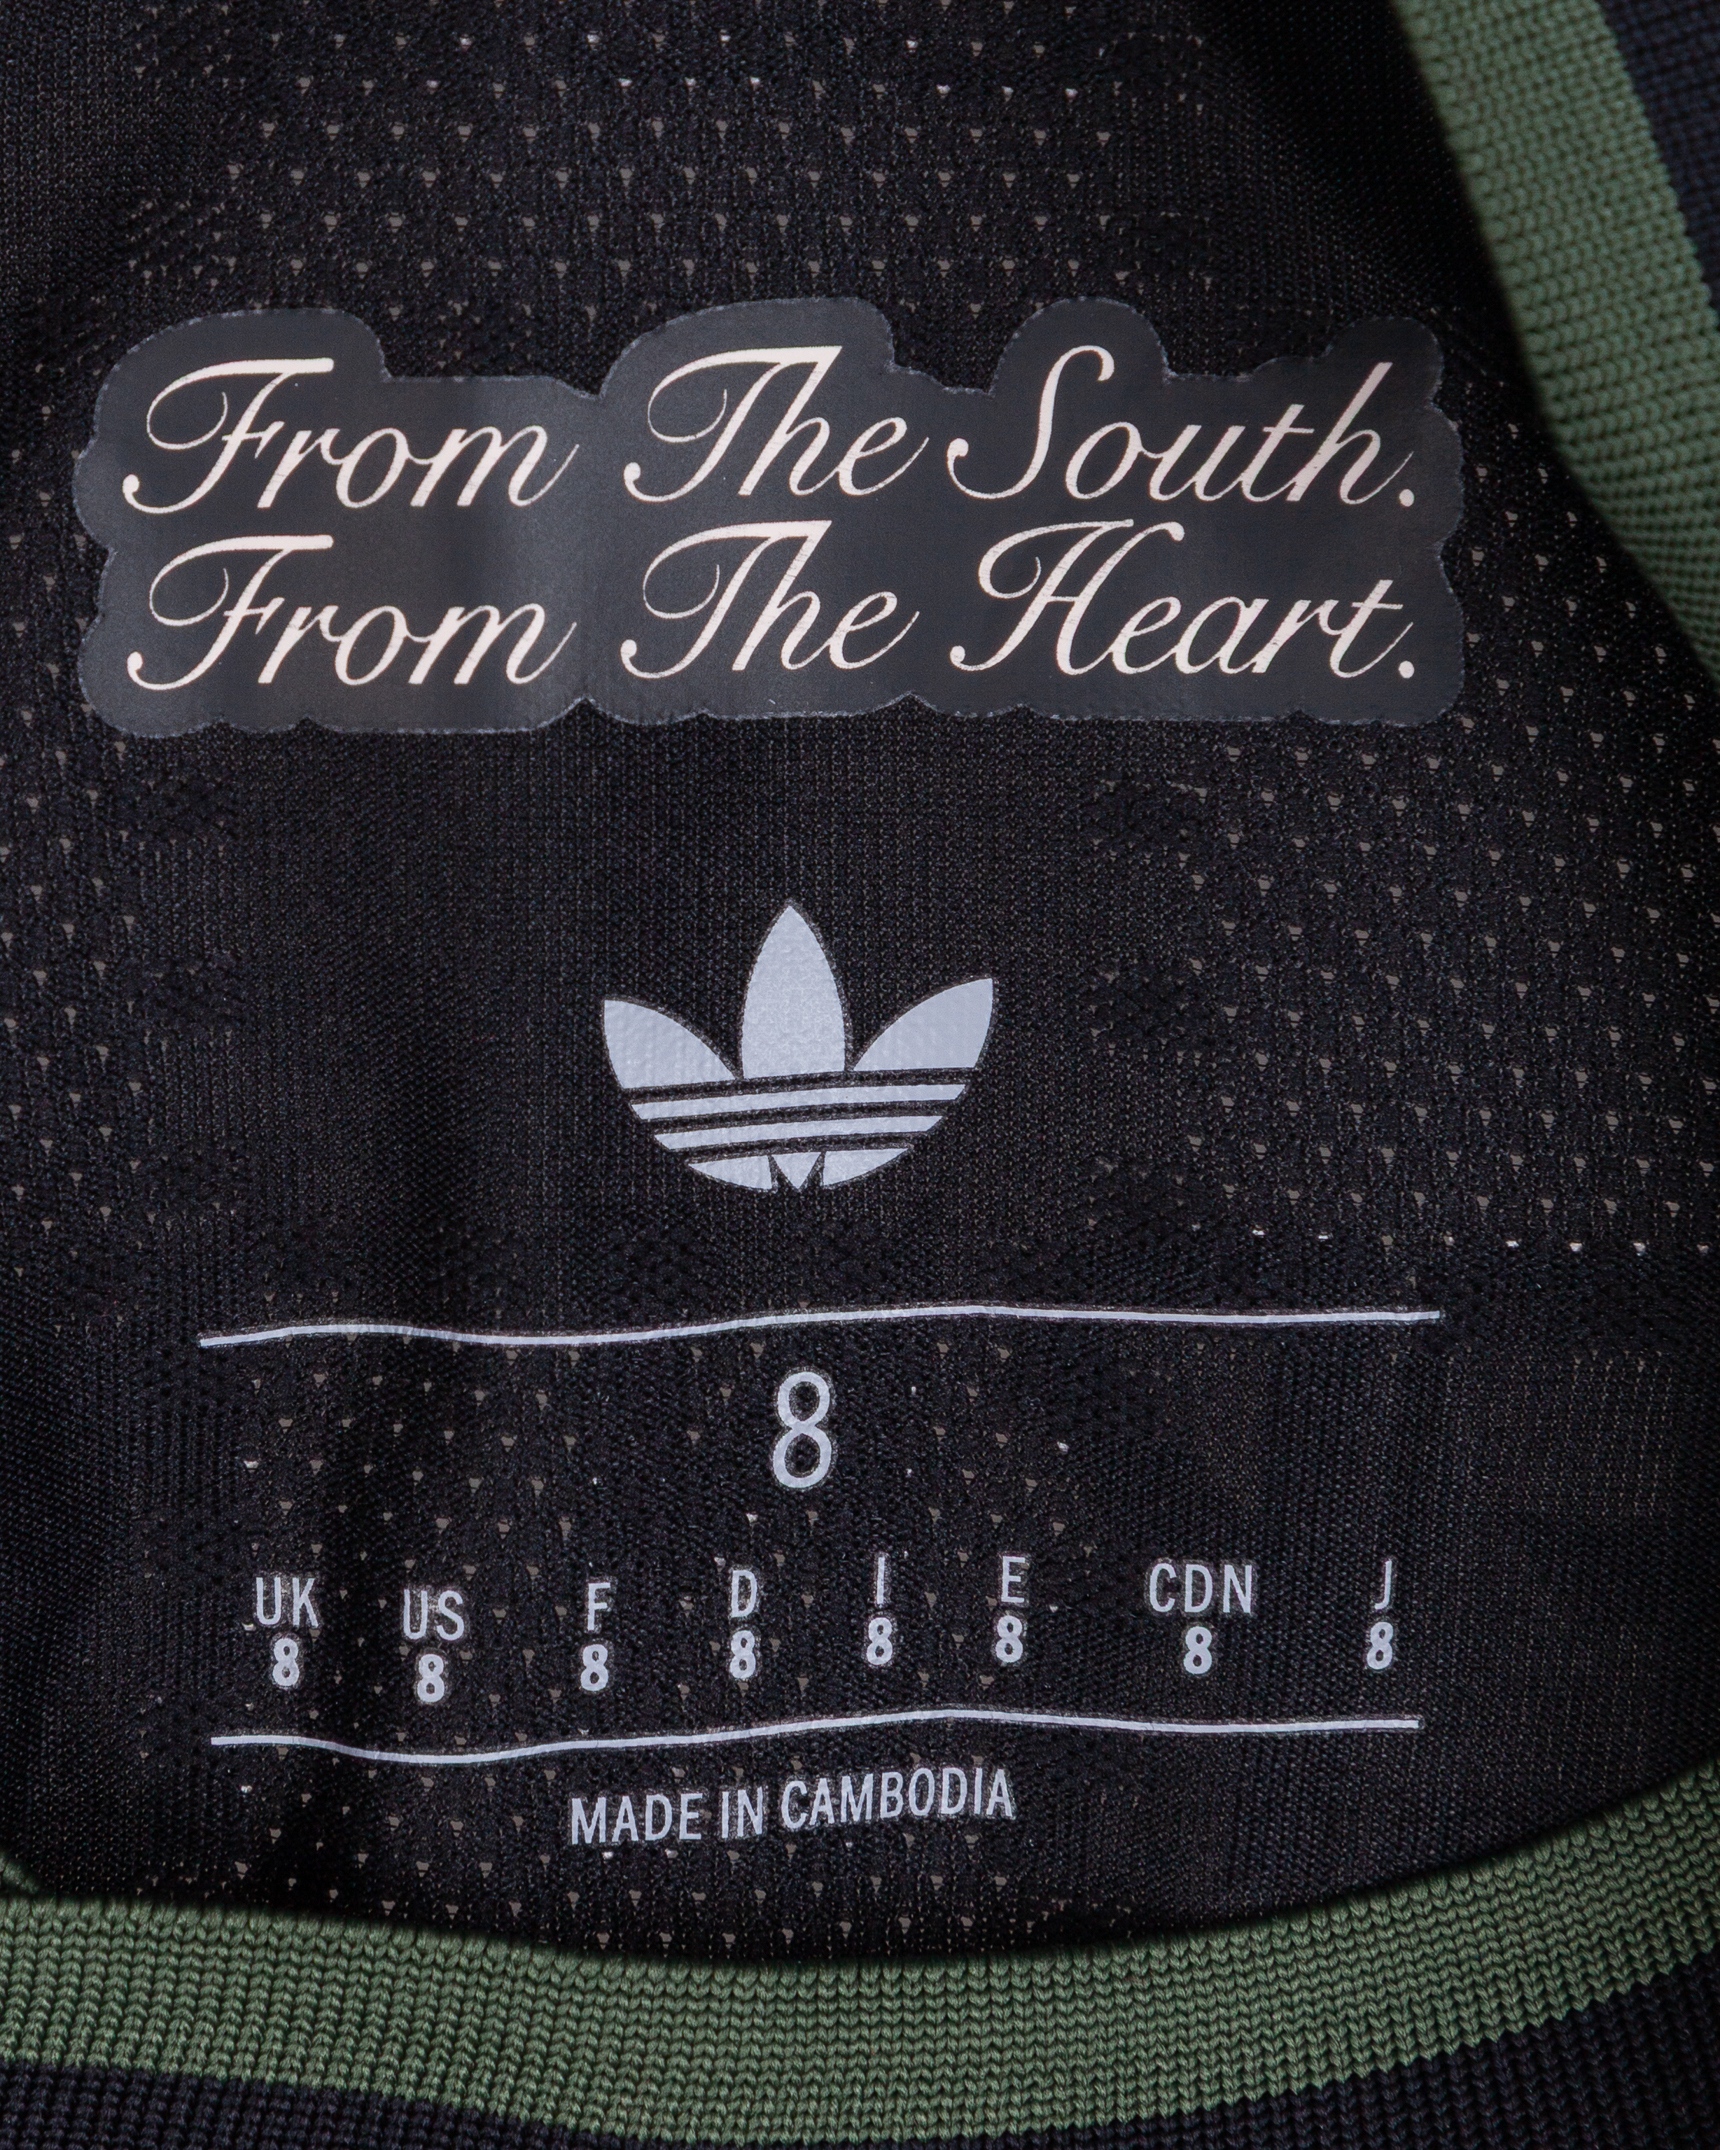 From The South.
From The Heart.
8
UK US F D I E CDN J
8 8 8 8 8 8 8 8
MADE IN CAMBODIA